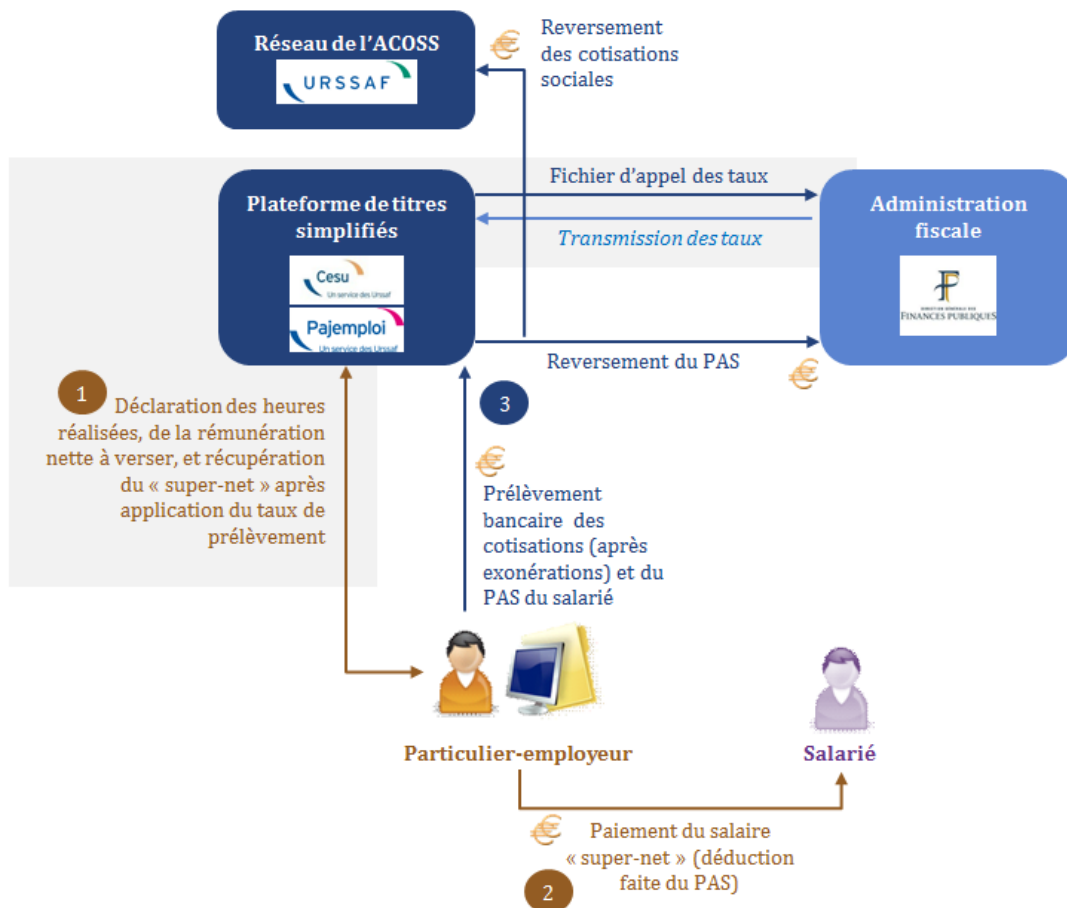 Réseau de l'ACOSS
URSSAF
Reversement
des cotisations
sociales
Plateforme de titres
simplifiés
Cesu
Un service des Urssaf
Pajemploi
Un service des Urssaf
Fichier d'appel des taux
Transmission des taux
Administration
fiscale
DIRECTION GÉNÉRALE DES
FINANCES PUBLIQUES
Reversement du PAS
1
Déclaration des heures
réalisées, de la rémunération
nette à verser, et récupération
du « super-net » après
application du taux de
prélèvement
3
Prélèvement
bancaire des
cotisations (après
exonérations) et du
PAS du salarié
Particulier-employeur
Salarié
Paiement du salaire
« super-net » (déduction
faite du PAS)
2